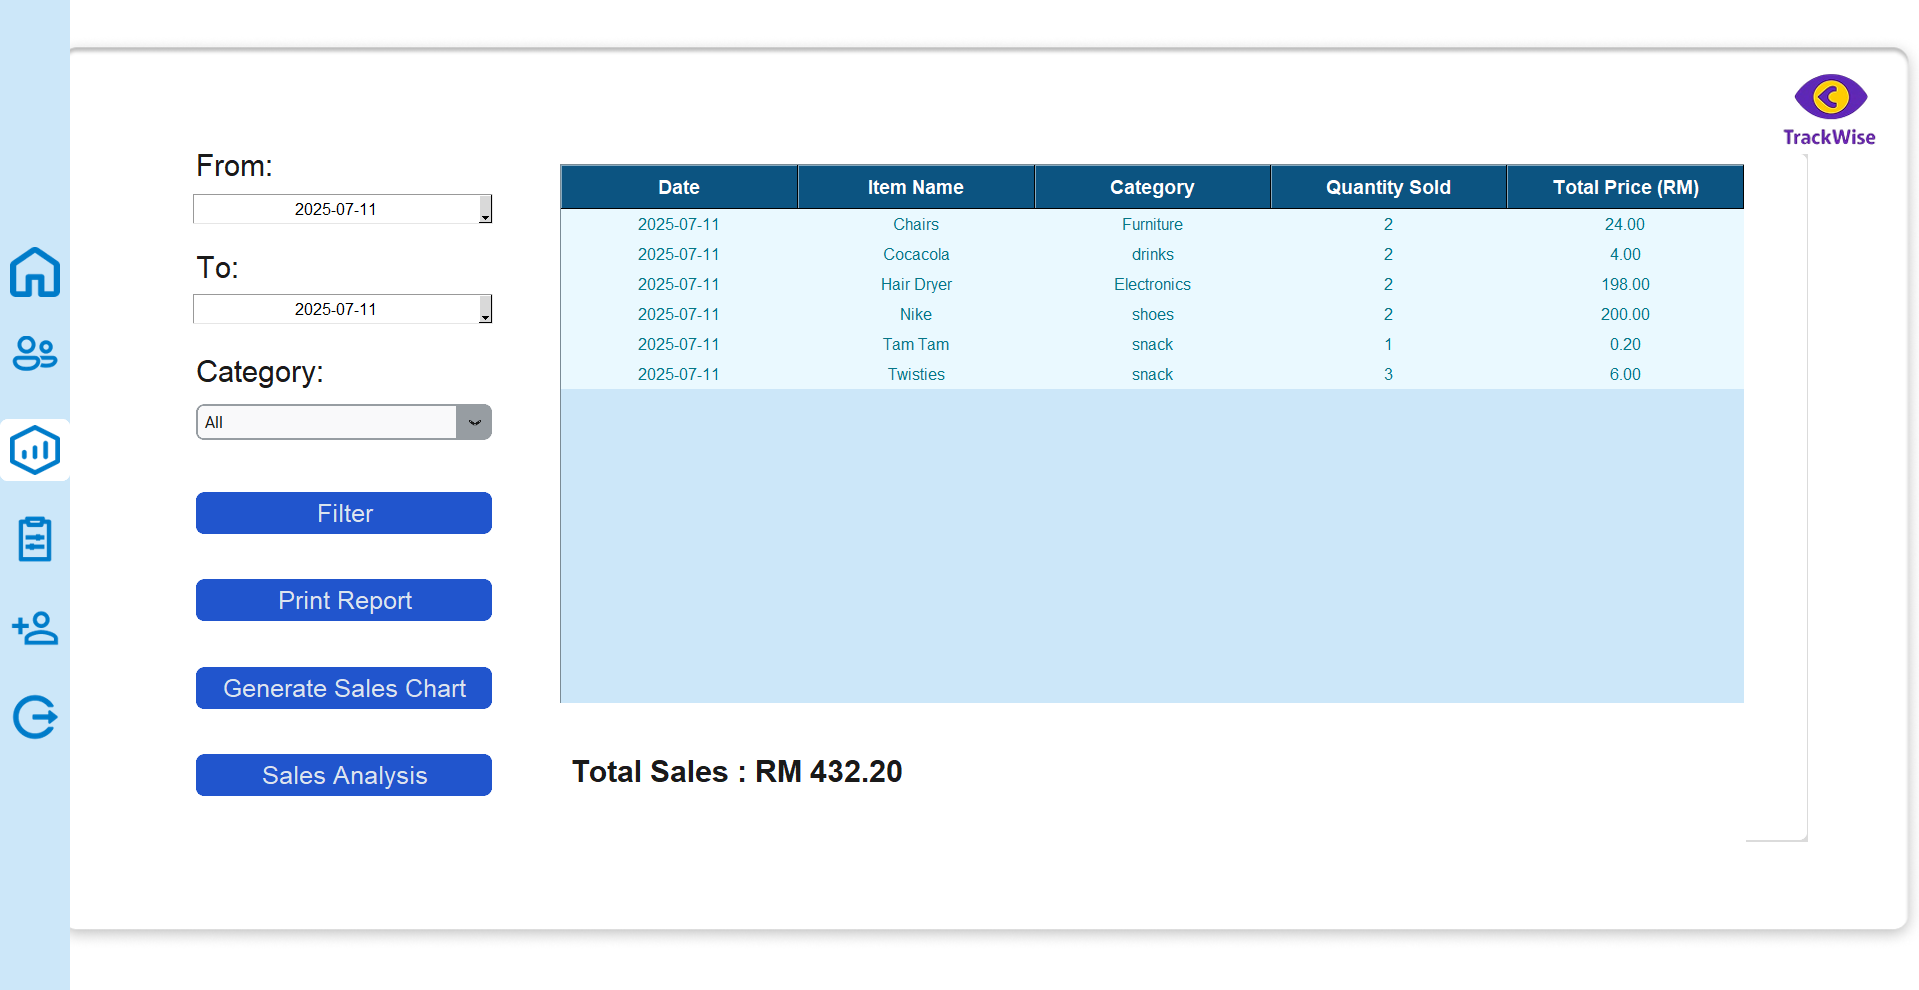 TrackWise
From:
2025-07-11
To:
2025-07-11
Category:
All
Filter
Print Report
Generate Sales Chart
Sales Analysis
Date Item Name Category Quantity Sold Total Price (RM)
2025-07-11 Chairs Furniture 2 24.00
2025-07-11 Cocacola drinks 2 4.00
2025-07-11 Hair Dryer Electronics 2 198.00
2025-07-11 Nike shoes 2 200.00
2025-07-11 Tam Tam snack 1 0.20
2025-07-11 Twisties snack 3 6.00
Total Sales : RM 432.20